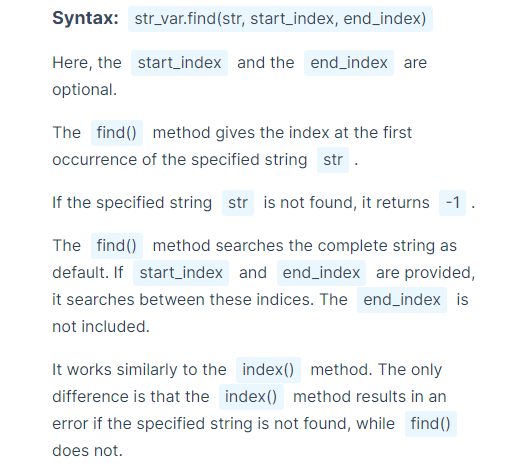 Syntax: str_var.find(str, start_index, end_index)
Here, the start_index and the end_index are
optional.
The find() method gives the index at the first
occurrence of the specified string str .
If the specified string str is not found, it returns -1 .
The find() method searches the complete string as
default. If start_index and end_index are provided,
it searches between these indices. The end_index is
not included.
It works similarly to the index() method. The only
difference is that the index() method results in an
error if the specified string is not found, while find()
does not.